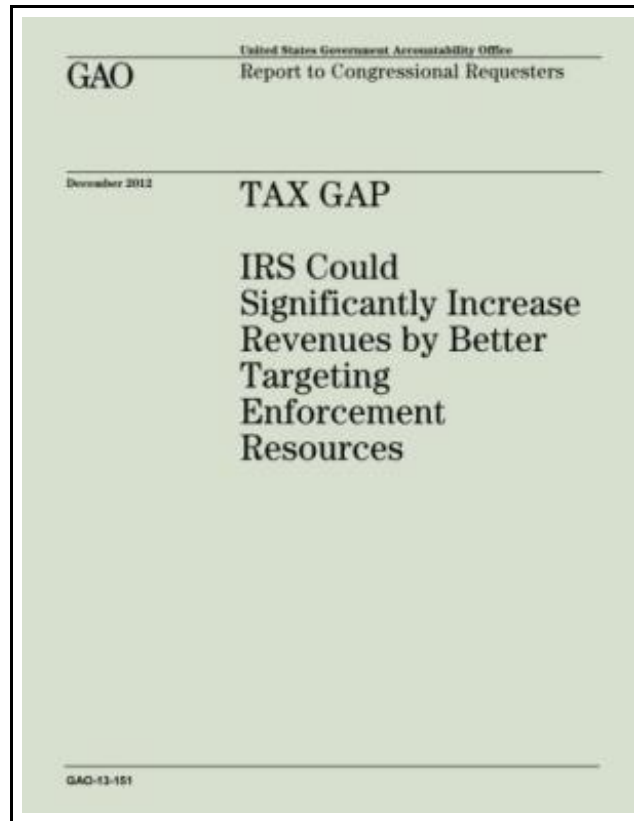 United States Government Accountability Office
GAO
Report to Congressional Requesters
December 2012
TAX GAP
IRS Could
Significantly Increase
Revenues by Better
Targeting
Enforcement
Resources
GAO-13-151